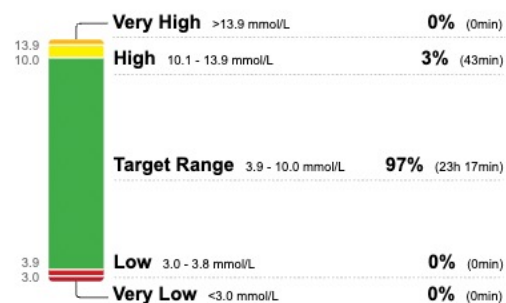 Very High >13.9 mmol/L 0% (0min)
13.9
10.0
High 10.1 - 13.9 mmol/L 3% (43min)
Target Range 3.9 - 10.0 mmol/L 97% (23h 17min)
3.9
3.0
Low 3.0 - 3.8 mmol/L 0% (0min)
Very Low <3.0 mmol/L 0% (0min)